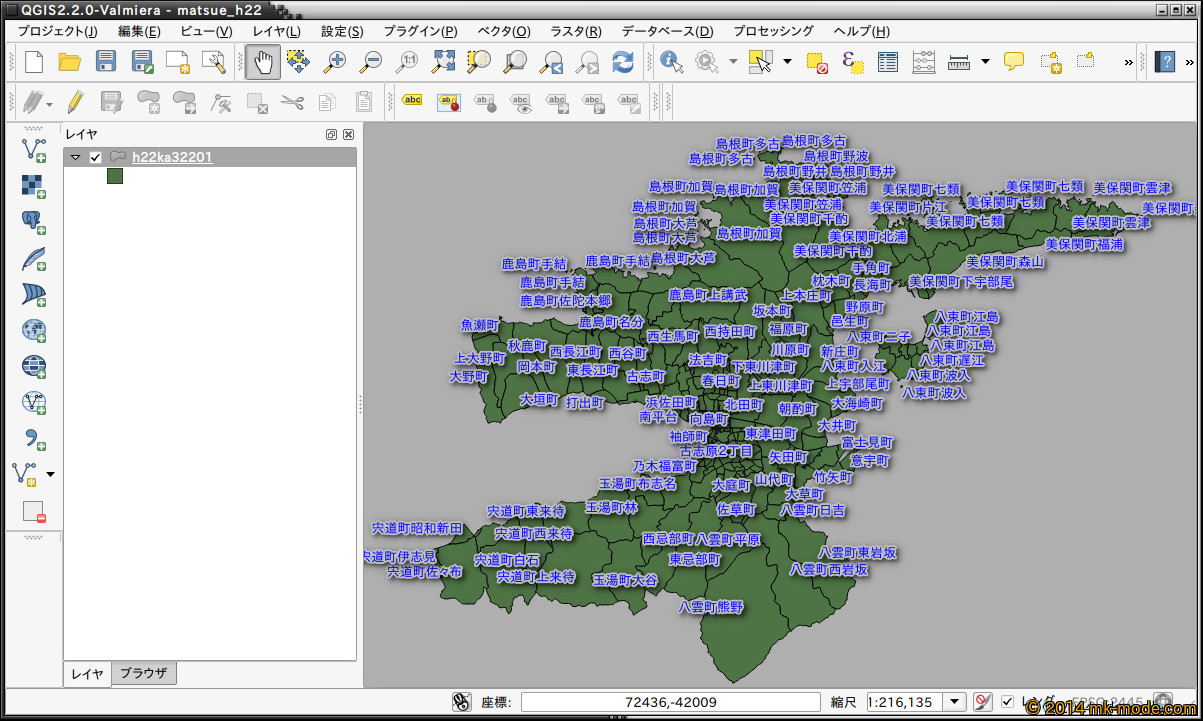 QGIS2.2.0-Valmiera - matsue_h22
プロジェクト(J) 編集(E) ビュー(V) レイヤ(L) 設定(S) プラグイン(P) ベクタ(O) ラスタ(R) データベース(D) プロセッシング ヘルプ(H)
abc abc abc abc abc abc abc
レイヤ
h22ka32201
島根町多古 島根町多古
島根町多古 島根町野波
島根町野井 島根町野井
島根町加賀 島根町加賀 美保関町笠浦 美保関町七類 美保関町七類 美保関町雲津
島根町加賀 美保関町笠浦 美保関町片江 美保関町七類 美保関町
島根町大芦 美保関町千酌 美保関町七類 美保関町雲津
島根町大芦 島根町加賀 美保関町北浦 美保関町福浦
鹿島町手結 鹿島町手結 島根町大芦 美保関町千酌 美保関町森山
手角町
鹿島町手結 枕木町 長海町 美保関町下宇部尾
鹿島町佐陀本郷 鹿島町上講武 上本庄町
坂本町 野原町
魚瀬町 鹿島町名分 邑生町 八束町江島
西生馬町 西持田町 福原町 八束町二子 八束町江島
秋鹿町 西長江町 西谷町 川原町 新庄町 八束町江島
上大野町 岡本町 東長江町 法吉町 下東川津町 八束町入江 八束町遅江
大野町 古志町 春日町 上東川津町 上宇部尾町 八束町波入
八束町波入
大垣町 打出町 浜佐田町 北田町 朝酌町 大海崎町
南平台 向島町 大井町
袖師町 東津田町 富士見町
古志原2丁目 矢田町 意宇町
乃木福富町 山代町 竹矢町
玉湯町布志名 大庭町 大草町
宍道町東来待 玉湯町林 佐草町 八雲町日吉
宍道町昭和新田 宍道町西来待 西忌部町 八雲町平原
宍道町伊志見 宍道町白石 東忌部町 八雲町東岩坂
宍道町佐々布 宍道町上来待 玉湯町大谷 八雲町西岩坂
八雲町熊野
レイヤ ブラウザ
座標: 72436,-42009 縮尺 1:216,135
© 2014 mk-mode.com